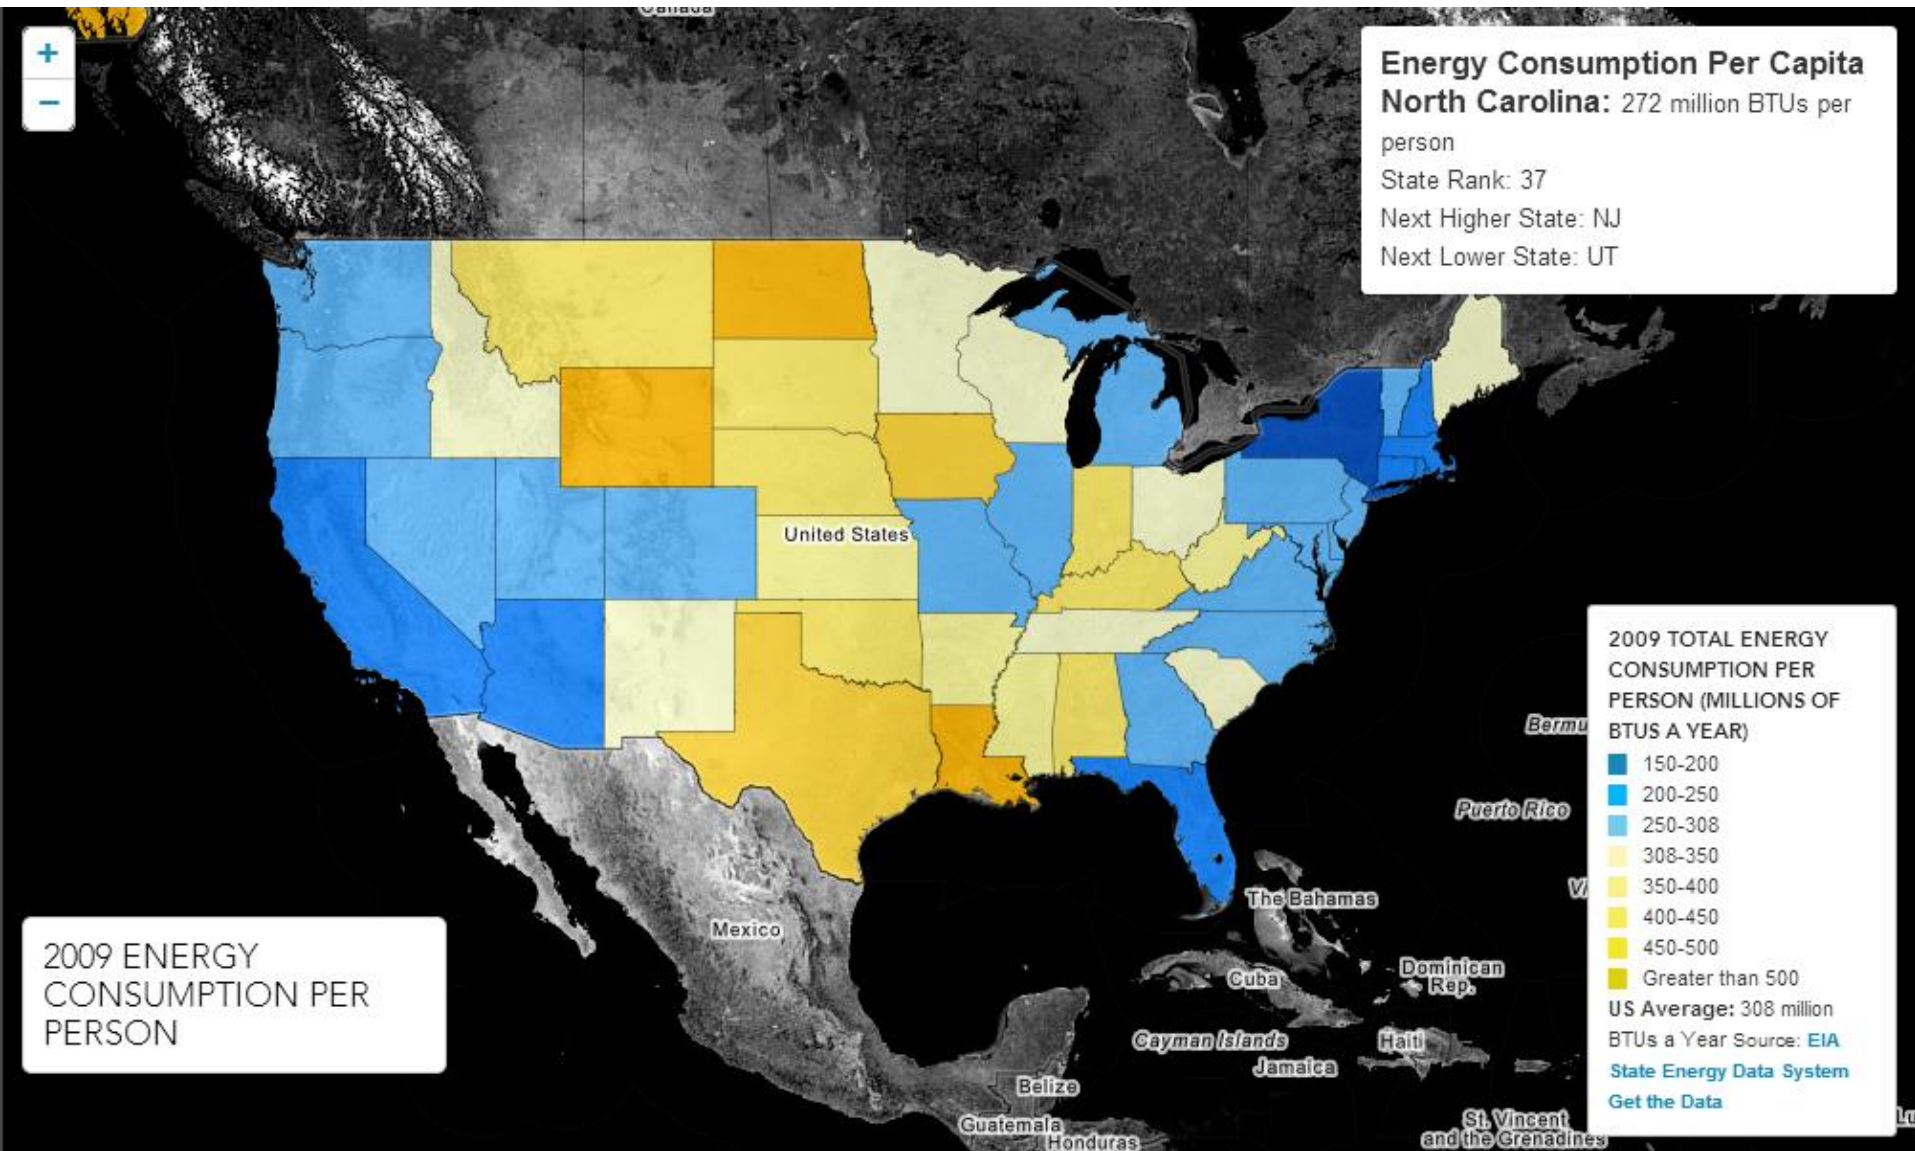 Canada
+
−
Energy Consumption Per Capita
North Carolina: 272 million BTUs per
person
State Rank: 37
Next Higher State: NJ
Next Lower State: UT
United States
2009 TOTAL ENERGY
CONSUMPTION PER
PERSON (MILLIONS OF
BTUS A YEAR)
150-200
200-250
250-308
308-350
350-400
400-450
450-500
Greater than 500
US Average: 308 million
BTUs a Year Source: EIA
State Energy Data System
Get the Data
Bermu
Puerto Rico
The Bahamas
Mexico
Cuba
Dominican
Rep.
Cayman Islands
Haiti
Jamaica
Belize
Guatemala
Honduras
St. Vincent
and the Grenadines
2009 ENERGY
CONSUMPTION PER
PERSON